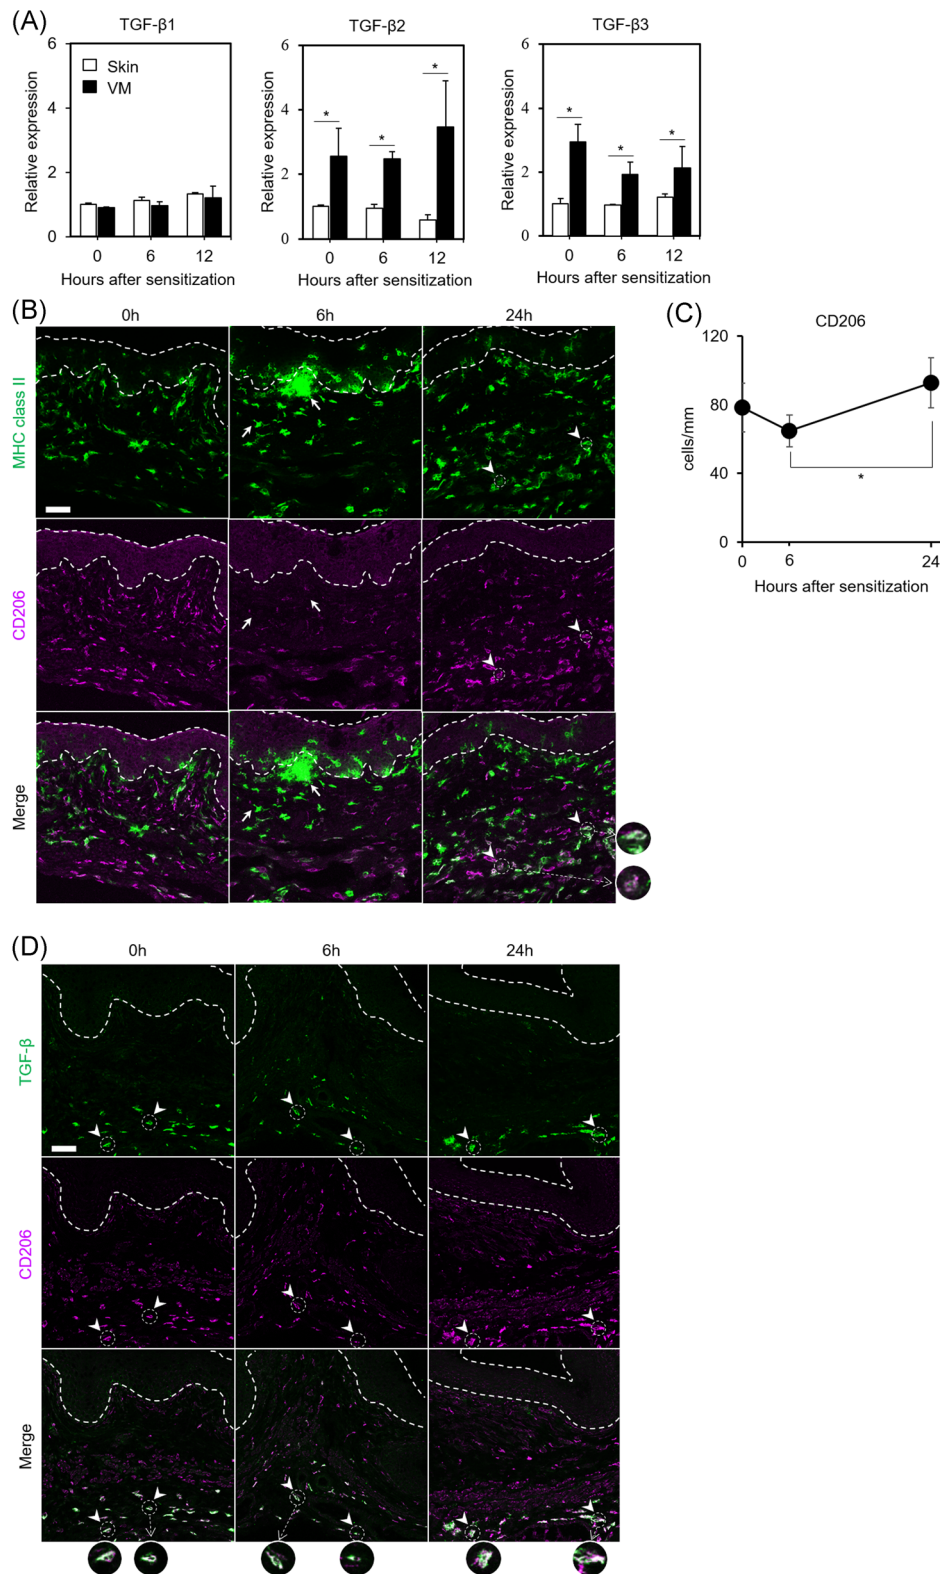 (A)
TGF-β1
TGF-β2
TGF-β3
Relative expression
6
4
2
0
Skin
VM
0 6 12
Hours after sensitization
Relative expression
6
4
2
0
* * *
0 6 12
Hours after sensitization
Relative expression
6
4
2
0
* * *
0 6 12
Hours after sensitization
(B)
0h 6h 24h
MHC class II
CD206
Merge
(C)
CD206
cells/mm
120
80
40
0
*
0 6 24
Hours after sensitization
(D)
0h 6h 24h
TGF-β
CD206
Merge